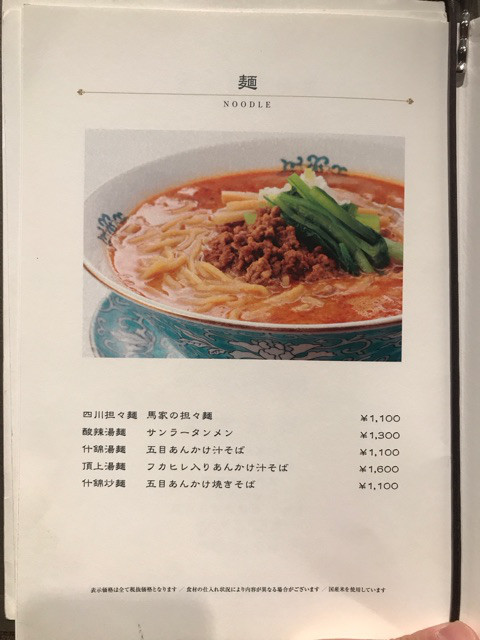 麺
NOODLE
四川担々麺 馬家の担々麺 ￥1,100
酸辣湯麺 サンラータンメン ￥1,300
什錦湯麺 五目あんかけ汁そば ￥1,100
頂上湯麺 フカヒレ入りあんかけ汁そば ￥1,600
什錦炒麺 五目あんかけ焼きそば ￥1,100
表示価格は全て税抜価格となります / 食材の仕入れ状況により内容が異なる場合がございます / 国産米を使用しています